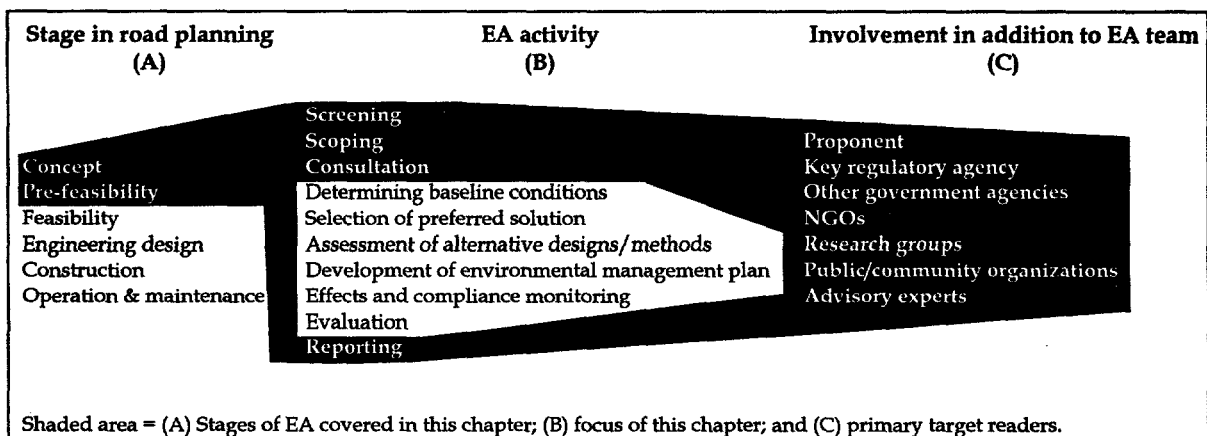 Stage in road planning
(A)
EA activity
(B)
Involvement in addition to EA team
(C)
Concept
Pre-feasibility
Feasibility
Engineering design
Construction
Operation & maintenance
Screening
Scoping
Consultation
Determining baseline conditions
Selection of preferred solution
Assessment of alternative designs/methods
Development of environmental management plan
Effects and compliance monitoring
Evaluation
Reporting
Proponent
Key regulatory agency
Other government agencies
NGOs
Research groups
Public/community organizations
Advisory experts
Shaded area = (A) Stages of EA covered in this chapter; (B) focus of this chapter; and (C) primary target readers.